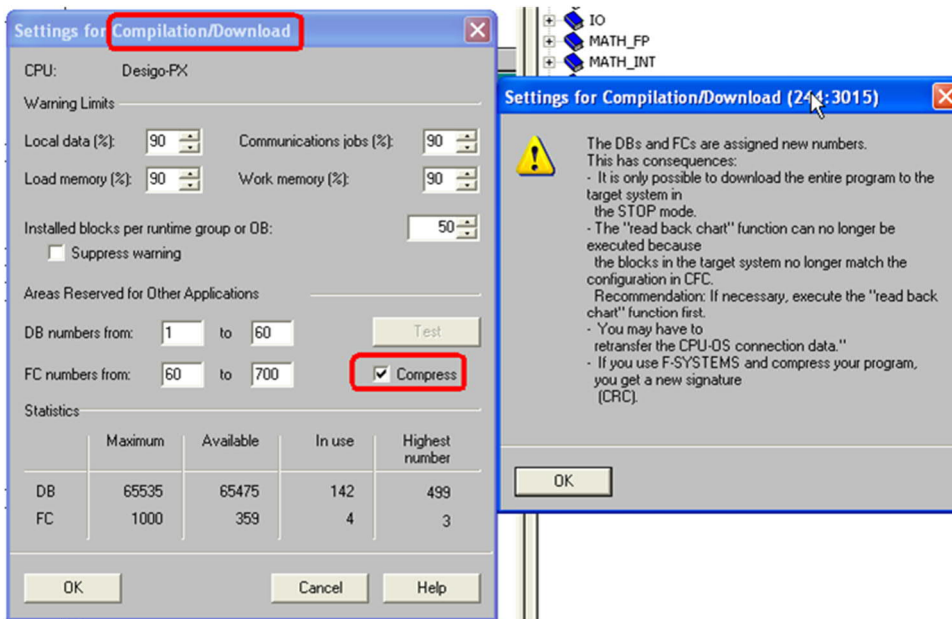 Settings for Compilation/Download
CPU: Desigo-PX
Warning Limits
Local data (%): 90 Communications jobs (%): 90
Load memory (%): 90 Work memory (%): 90
Installed blocks per runtime group or OB: 50
Suppress warning
Areas Reserved for Other Applications
DB numbers from: 1 to 60 Test
FC numbers from: 60 to 700 Compress
Statistics
Maximum Available In use Highest
number
DB 65535 65475 142 499
FC 1000 359 4 3
OK Cancel Help
IO
MATH_FP
MATH_INT
Settings for Compilation/Download (244:3015)
The DBs and FCs are assigned new numbers.
This has consequences:
- It is only possible to download the entire program to the
target system in
the STOP mode.
- The "read back chart" function can no longer be
executed because
the blocks in the target system no longer match the
configuration in CFC.
Recommendation: If necessary, execute the "read back
chart" function first.
- You may have to
retransfer the CPU-OS connection data."
- If you use F-SYSTEMS and compress your program,
you get a new signature
(CRC).
OK